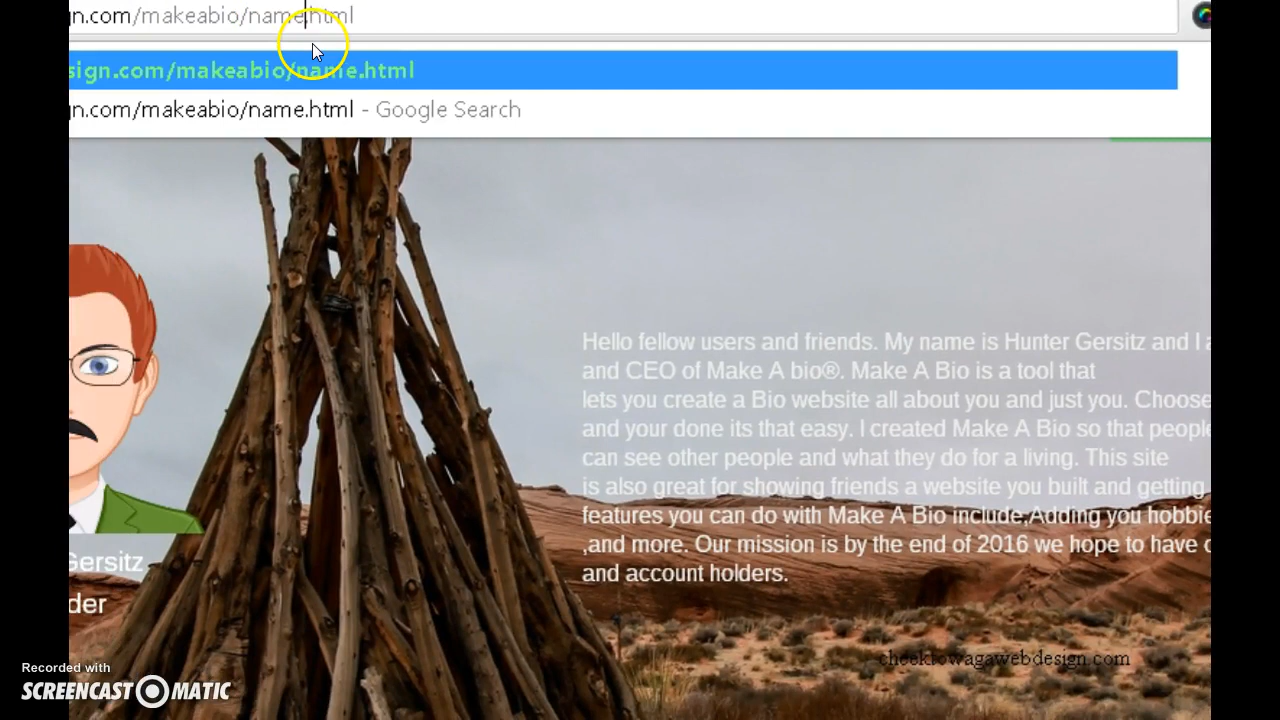 gn.com/makeabio/name.html
sign.com/makeabio/name.html
gn.com/makeabio/name.html - Google Search
Hello fellow users and friends. My name is Hunter Gersitz and I a
and CEO of Make A bio®. Make A Bio is a tool that
lets you create a Bio website all about you and just you. Choose
and your done its that easy. I created Make A Bio so that people
can see other people and what they do for a living. This site
is also great for showing friends a website you built and getting
features you can do with Make A Bio include,Adding you hobbie
,and more. Our mission is by the end of 2016 we hope to have
and account holders.
Gersitz
der
cheektowagawebdesign.com
Recorded with
SCREENCAST-O-MATIC